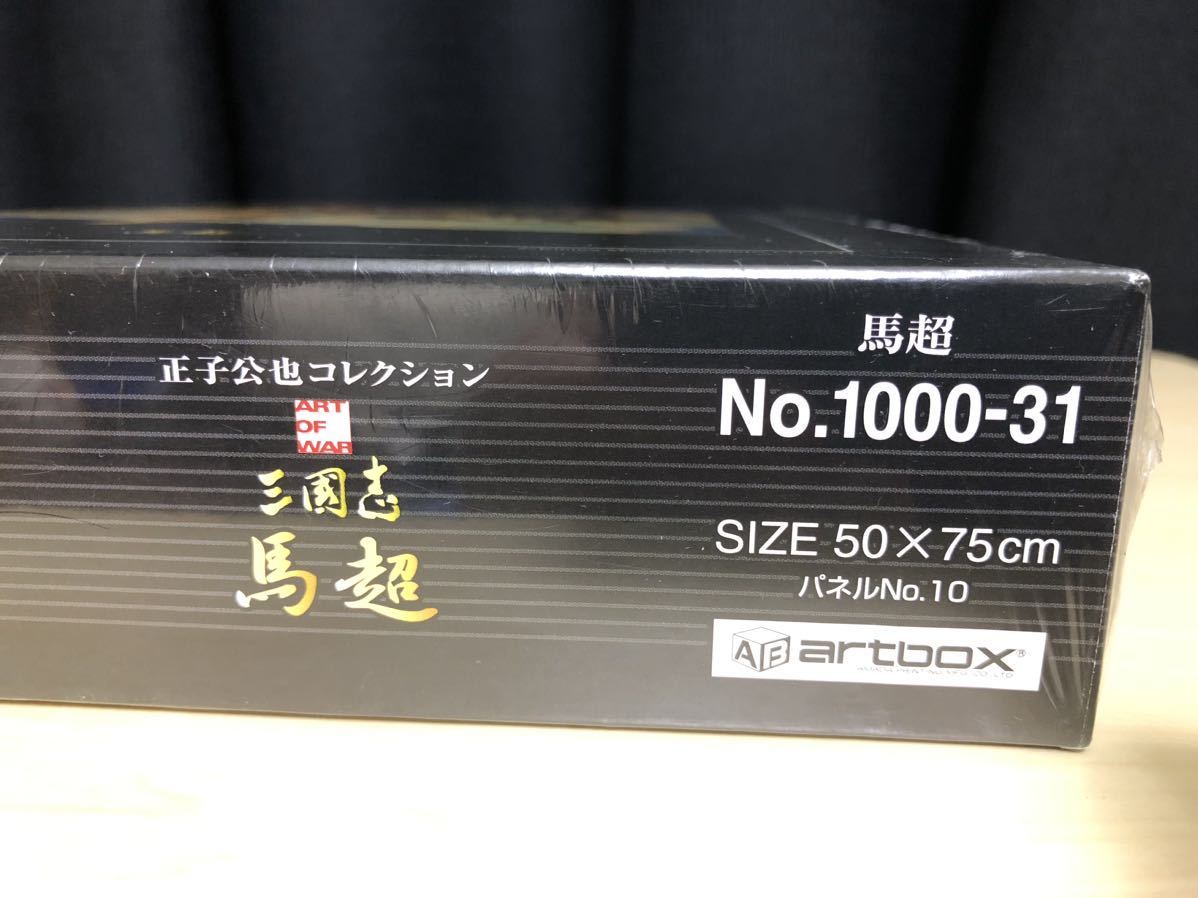 正子公也コレクション
ART
OF
WAR
三國志
馬超
馬超
No.1000-31
SIZE 50×75cm
パネルNo.10
AB artbox®